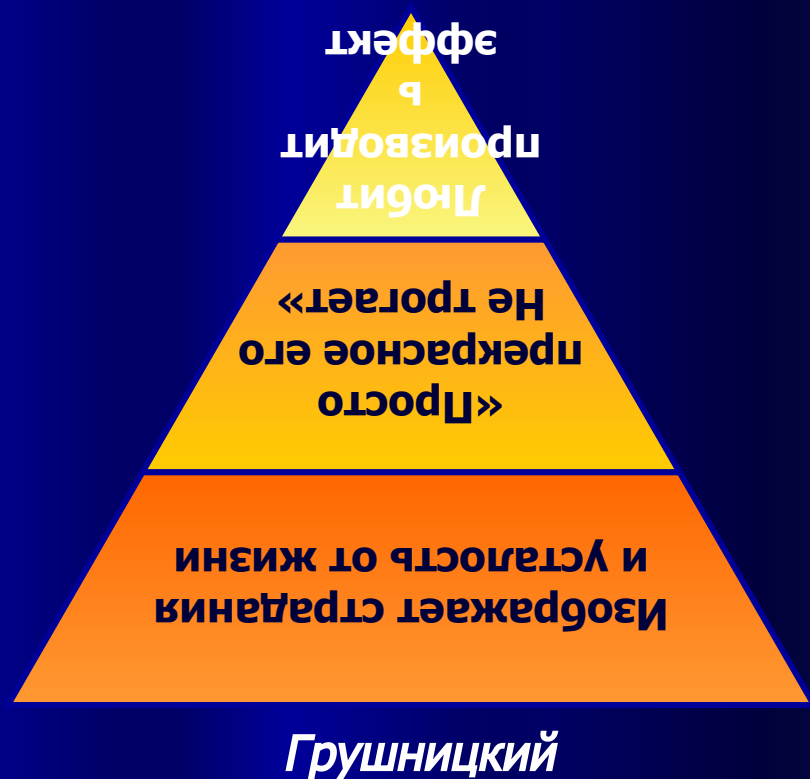 Любит
производит
ь
эффект
«Просто
прекрасное его
Не трогает»
Изображает страдания
и усталость от жизни
Грушницкий